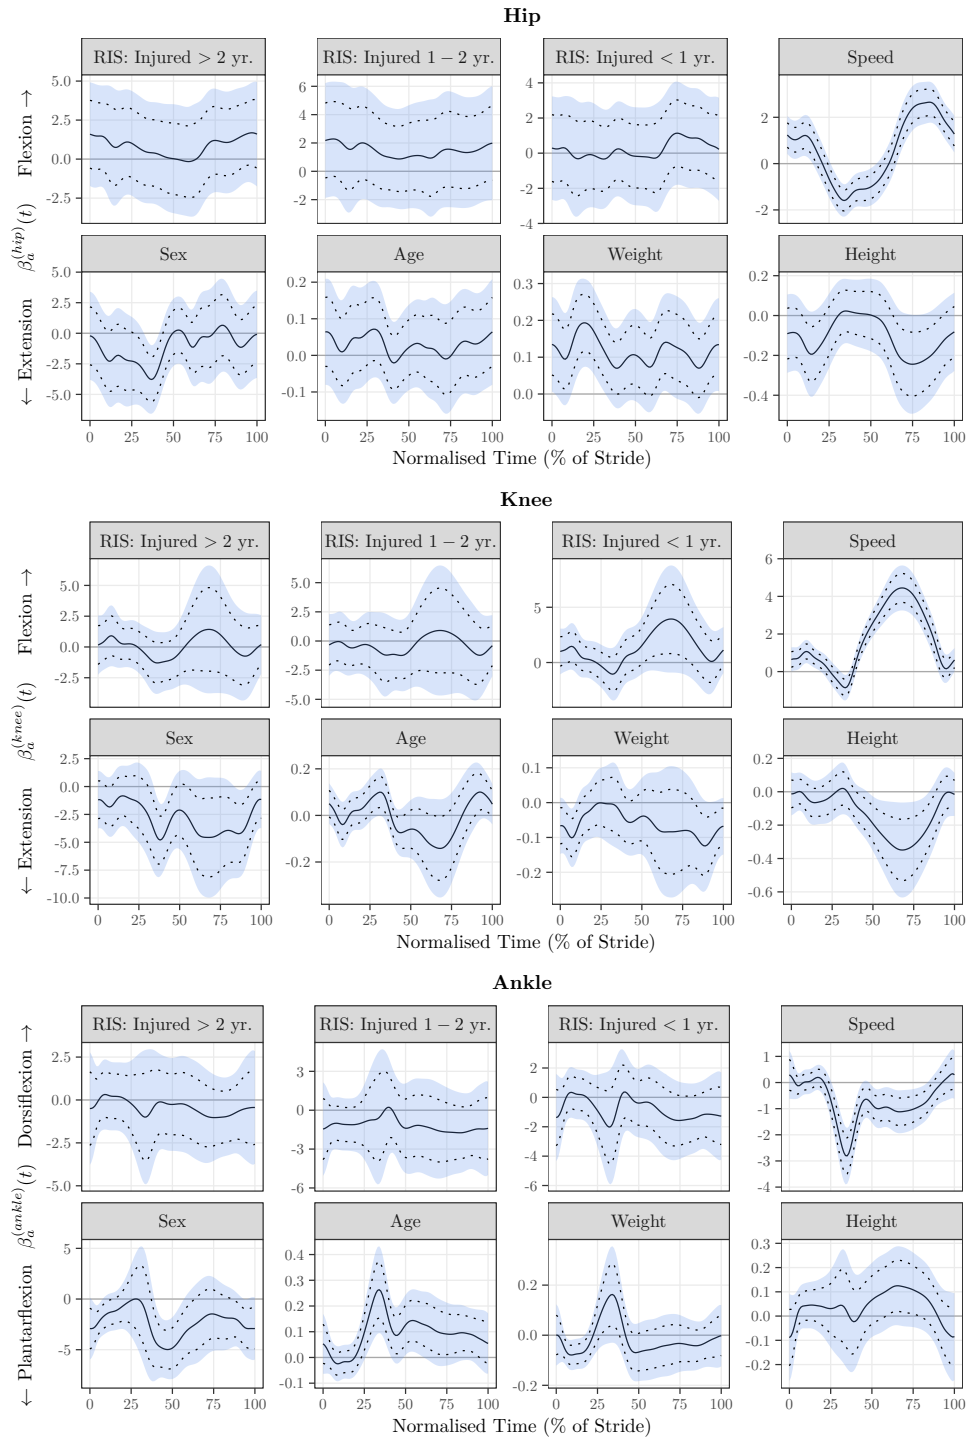 Hip
RIS: Injured > 2 yr. RIS: Injured 1 − 2 yr. RIS: Injured < 1 yr. Speed
5.0 2.5 0.0 -2.5
6 4 2 0 -2
4 2 0 -2 -4
2 0 -2
Sex Age Weight Height
5.0 2.5 0.0 -2.5 -5.0
0.2 0.1 0.0 -0.1
0.3 0.2 0.1 0.0
0.2 0.0 -0.2 -0.4
0 25 50 75 100 0 25 50 75 100 0 25 50 75 100 0 25 50 75 100
← Extension β_a^{(hip)}(t) Flexion →
Normalised Time (% of Stride)
Knee
RIS: Injured > 2 yr. RIS: Injured 1 − 2 yr. RIS: Injured < 1 yr. Speed
5.0 2.5 0.0 -2.5
5.0 2.5 0.0 -2.5 -5.0
5 0
6 4 2 0
Sex Age Weight Height
2.5 0.0 -2.5 -5.0 -7.5 -10.0
0.2 0.0 -0.2
0.1 0.0 -0.1 -0.2
0.2 0.0 -0.2 -0.4 -0.6
0 25 50 75 100 0 25 50 75 100 0 25 50 75 100 0 25 50 75 100
← Extension β_a^{(knee)}(t) Flexion →
Normalised Time (% of Stride)
Ankle
RIS: Injured > 2 yr. RIS: Injured 1 − 2 yr. RIS: Injured < 1 yr. Speed
2.5 0.0 -2.5 -5.0
3 0 -3 -6
2 0 -2 -4 -6
1 0 -1 -2 -3 -4
Sex Age Weight Height
5 0 -5
0.4 0.3 0.2 0.1 0.0 -0.1
0.2 0.0 -0.2
0.3 0.2 0.1 0.0 -0.1 -0.2
0 25 50 75 100 0 25 50 75 100 0 25 50 75 100 0 25 50 75 100
← Plantarflexion β_a^{(ankle)}(t) Dorsiflexion →
Normalised Time (% of Stride)